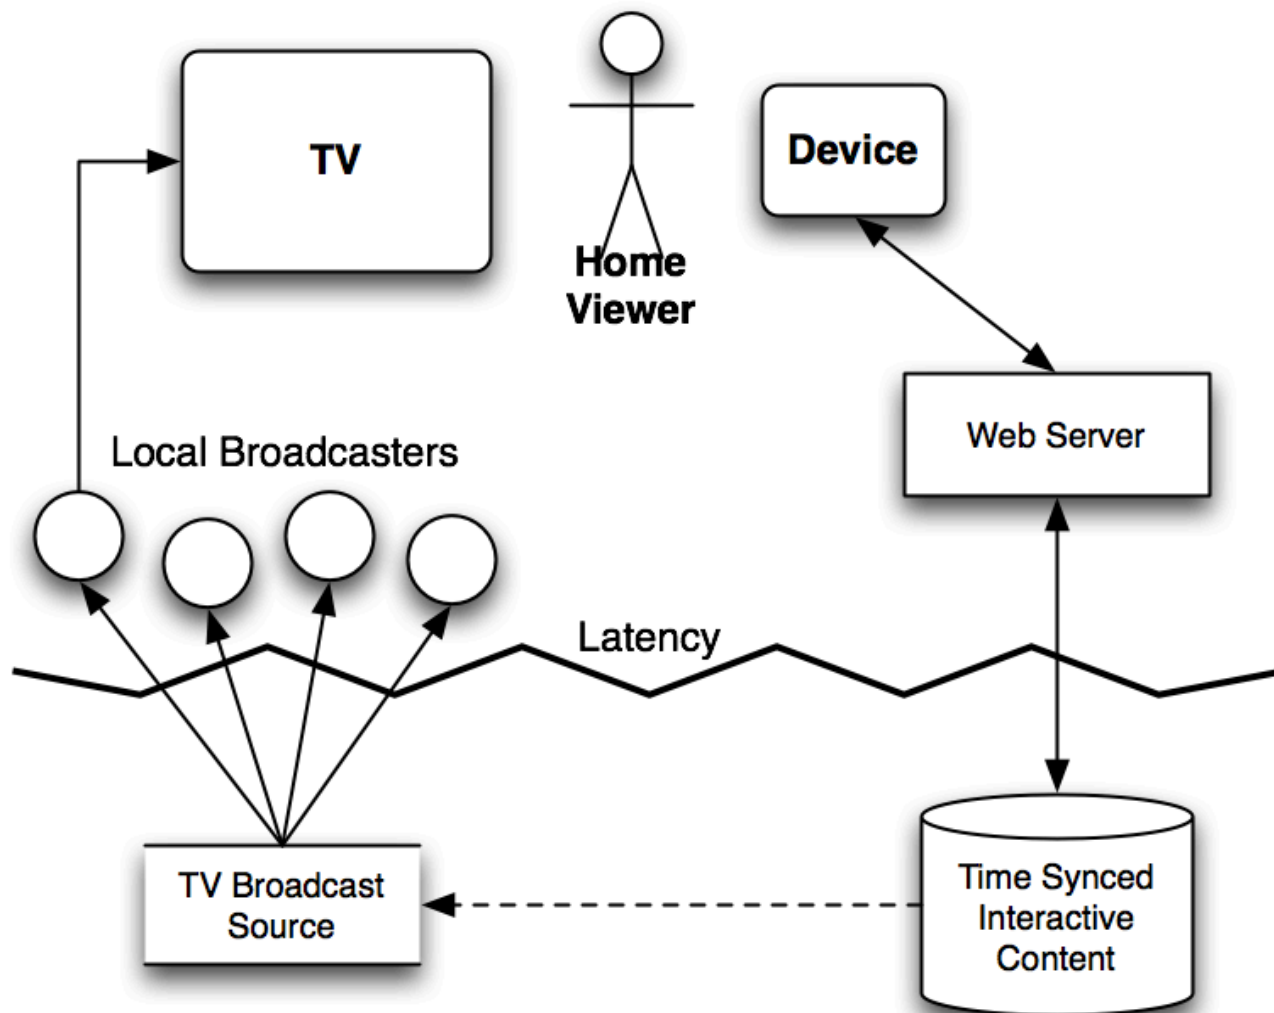 TV
Device
Home
Viewer
Web Server
Local Broadcasters
Latency
TV Broadcast
Source
Time Synced
Interactive
Content